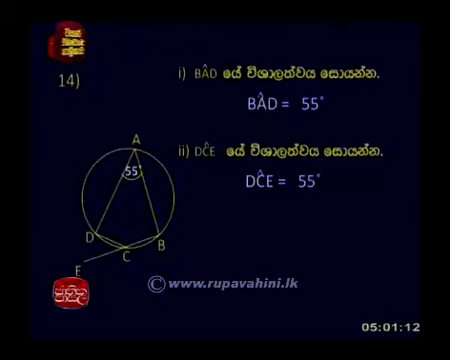 14)
i) BÂD යේ විශාලත්වය සොයන්න.
BÂD = 55°
ii) DĈE යේ විශාලත්වය සොයන්න.
DĈE = 55°
A
55°
D
B
C
E
© www.rupavahini.lk
05:01:12